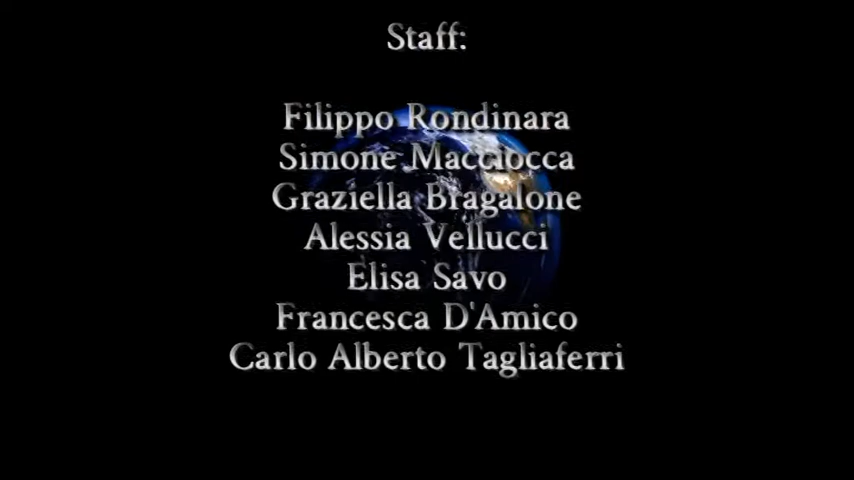 Staff:
Filippo Rondinara
Simone Macciocca
Graziella Bragalone
Alessia Vellucci
Elisa Savo
Francesca D'Amico
Carlo Alberto Tagliaferri